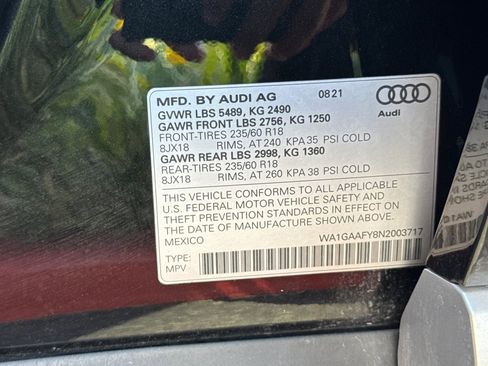 MFD. BY AUDI AG 08 21
GVWR LBS 5489, KG 2490
GAWR FRONT LBS 2756, KG 1250
FRONT-TIRES 235/60 R18
8JX18 RIMS, AT 240 KPA 35 PSI COLD
GAWR REAR LBS 2998, KG 1360
REAR-TIRES 235/60 R18
8JX18 RIMS, AT 260 KPA 38 PSI COLD
Audi
THIS VEHICLE CONFORMS TO ALL APPLICABLE
U.S. FEDERAL MOTOR VEHICLE SAFETY AND
THEFT PREVENTION STANDARDS IN EFFECT ON
THE DATE OF MANUFACTURE SHOWN ABOVE.
MEXICO
WA1GAAFY8N2003717
TYPE:
MPV